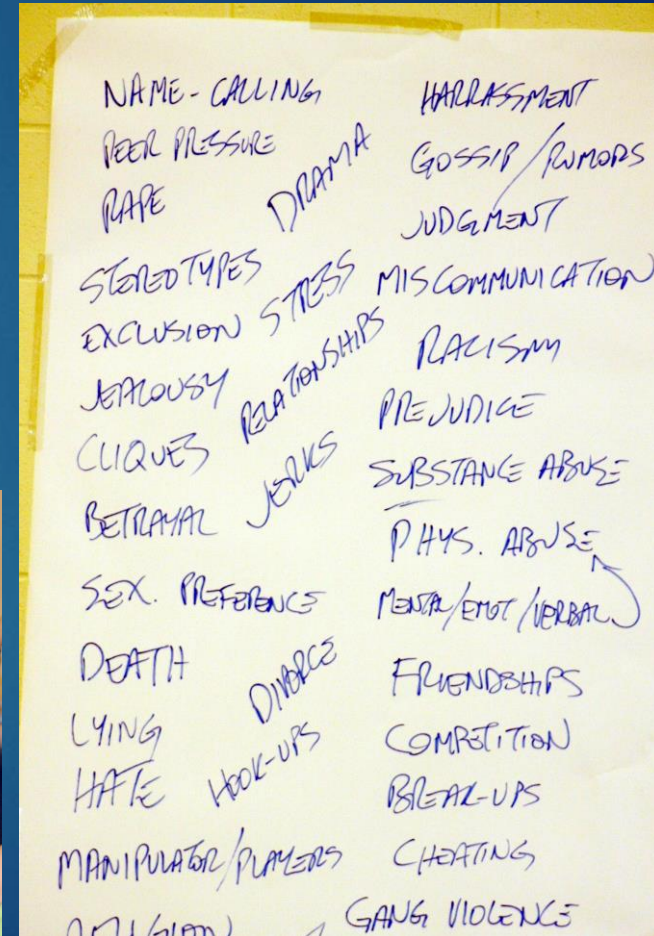 NAME-CALLING
PEER PRESSURE
RAPE
STEREOTYPES
EXCLUSION
JEALOUSY
CLIQUES
BETRAYAL
SEX. PREFERENCE
DEATH
LYING
HATE
MANIPULATOR/PLAYERS
RELIGION
DRAMA
STRESS
RELATIONSHIPS
JERKS
DIVORCE
HOOK-UPS
HARRASSMENT
GOSSIP/RUMORS
JUDGMENT
MISCOMMUNICATION
RACISM
PREJUDICE
SUBSTANCE ABUSE
PHYS. ABUSE
MENTAL/EMOT/VERBAL
FRIENDSHIPS
COMPETITION
BREAK-UPS
CHEATING
GANG VIOLENCE